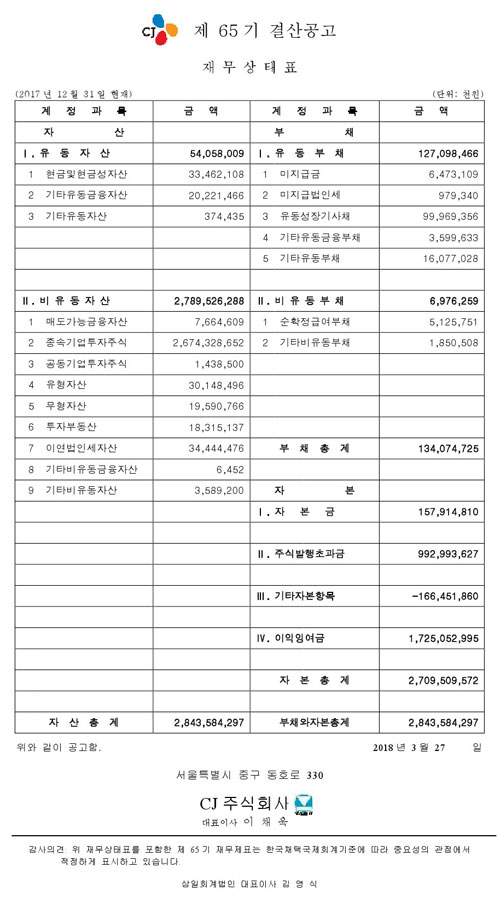 CJ 제 65 기 결산공고
재 무 상 태 표
(2017 년 12 월 31 일 현재) (단위: 천원)
계 정 과 목 금 액 계 정 과 목 금 액
자 산 부 채
Ⅰ. 유 동 자 산 54,058,009 Ⅰ. 유 동 부 채 127,098,466
1 현금및현금성자산 33,462,108 1 미지급금 6,473,109
2 기타유동금융자산 20,221,466 2 미지급법인세 979,340
3 기타유동자산 374,435 3 유동성장기사채 99,969,356
4 기타유동금융부채 3,599,633
5 기타유동부채 16,077,028
Ⅱ. 비 유 동 자 산 2,789,526,288 Ⅱ. 비 유 동 부 채 6,976,259
1 매도가능금융자산 7,664,609 1 순확정급여부채 5,125,751
2 종속기업투자주식 2,674,328,652 2 기타비유동부채 1,850,508
3 공동기업투자주식 1,438,500
4 유형자산 30,148,496
5 무형자산 19,590,766
6 투자부동산 18,315,137
7 이연법인세자산 34,444,476 부 채 총 계 134,074,725
8 기타비유동금융자산 6,452
9 기타비유동자산 3,589,200 자 본
Ⅰ. 자 본 금 157,914,810
Ⅱ. 주식발행초과금 992,993,627
Ⅲ. 기타자본항목 -166,451,860
Ⅳ. 이익잉여금 1,725,052,995
자 본 총 계 2,709,509,572
자 산 총 계 2,843,584,297 부채와자본총계 2,843,584,297
위와 같이 공고함. 2018 년 3 월 27 일
서울특별시 중구 동호로 330
CJ 주식회사
대표이사 이 채 욱
감사의견: 위 재무상태표를 포함한 제 65 기 재무제표는 한국채택국제회계기준에 따라 중요성의 관점에서
적정하게 표시하고 있습니다.
삼일회계법인 대표이사 김 영 식